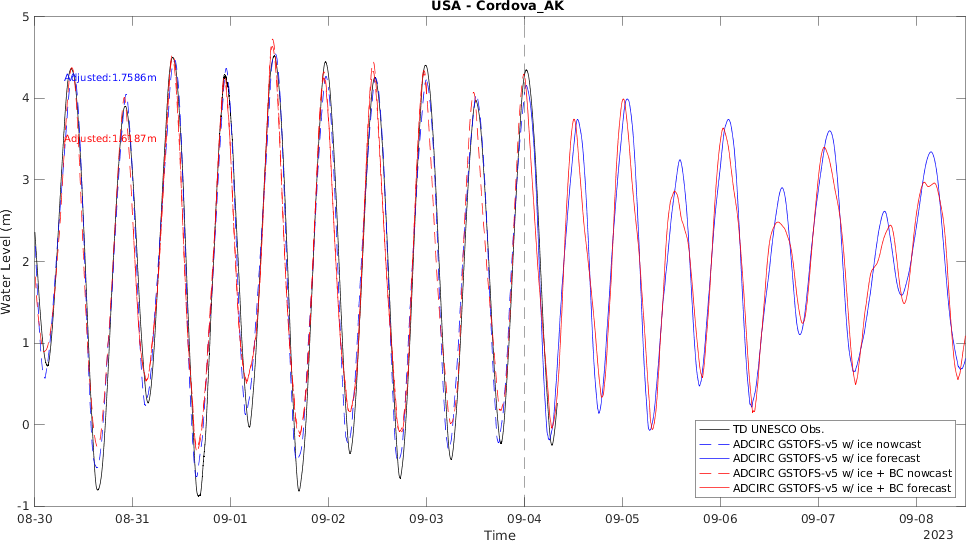 USA - Cordova_AK
5
4
3
2
1
0
-1
Water Level (m)
Adjusted:1.7586m
Adjusted:1.6187m
TD UNESCO Obs.
ADCIRC GSTOFS-v5 w/ ice nowcast
ADCIRC GSTOFS-v5 w/ ice forecast
ADCIRC GSTOFS-v5 w/ ice + BC nowcast
ADCIRC GSTOFS-v5 w/ ice + BC forecast
08-30 08-31 09-01 09-02 09-03 09-04 09-05 09-06 09-07 09-08
Time
2023